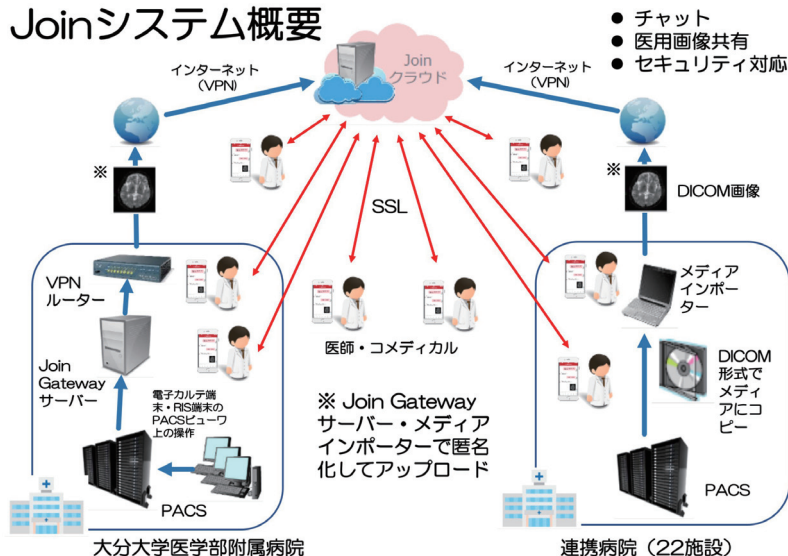 Joinシステム概要
● チャット
● 医用画像共有
● セキュリティ対応
インターネット
(VPN)
Join
クラウド
インターネット
(VPN)
※
※
DICOM画像
SSL
VPN
ルーター
メディア
インポー
ター
医師・コメディカル
Join
Gateway
サーバー
DICOM
形式で
メディ
アにコ
ピー
電子カルテ端
末・RIS端末の
PACSビューワ
上の操作
※ Join Gateway
サーバー・メディア
インポーターで匿名
化してアップロード
PACS
PACS
大分大学医学部附属病院
連携病院(22施設)